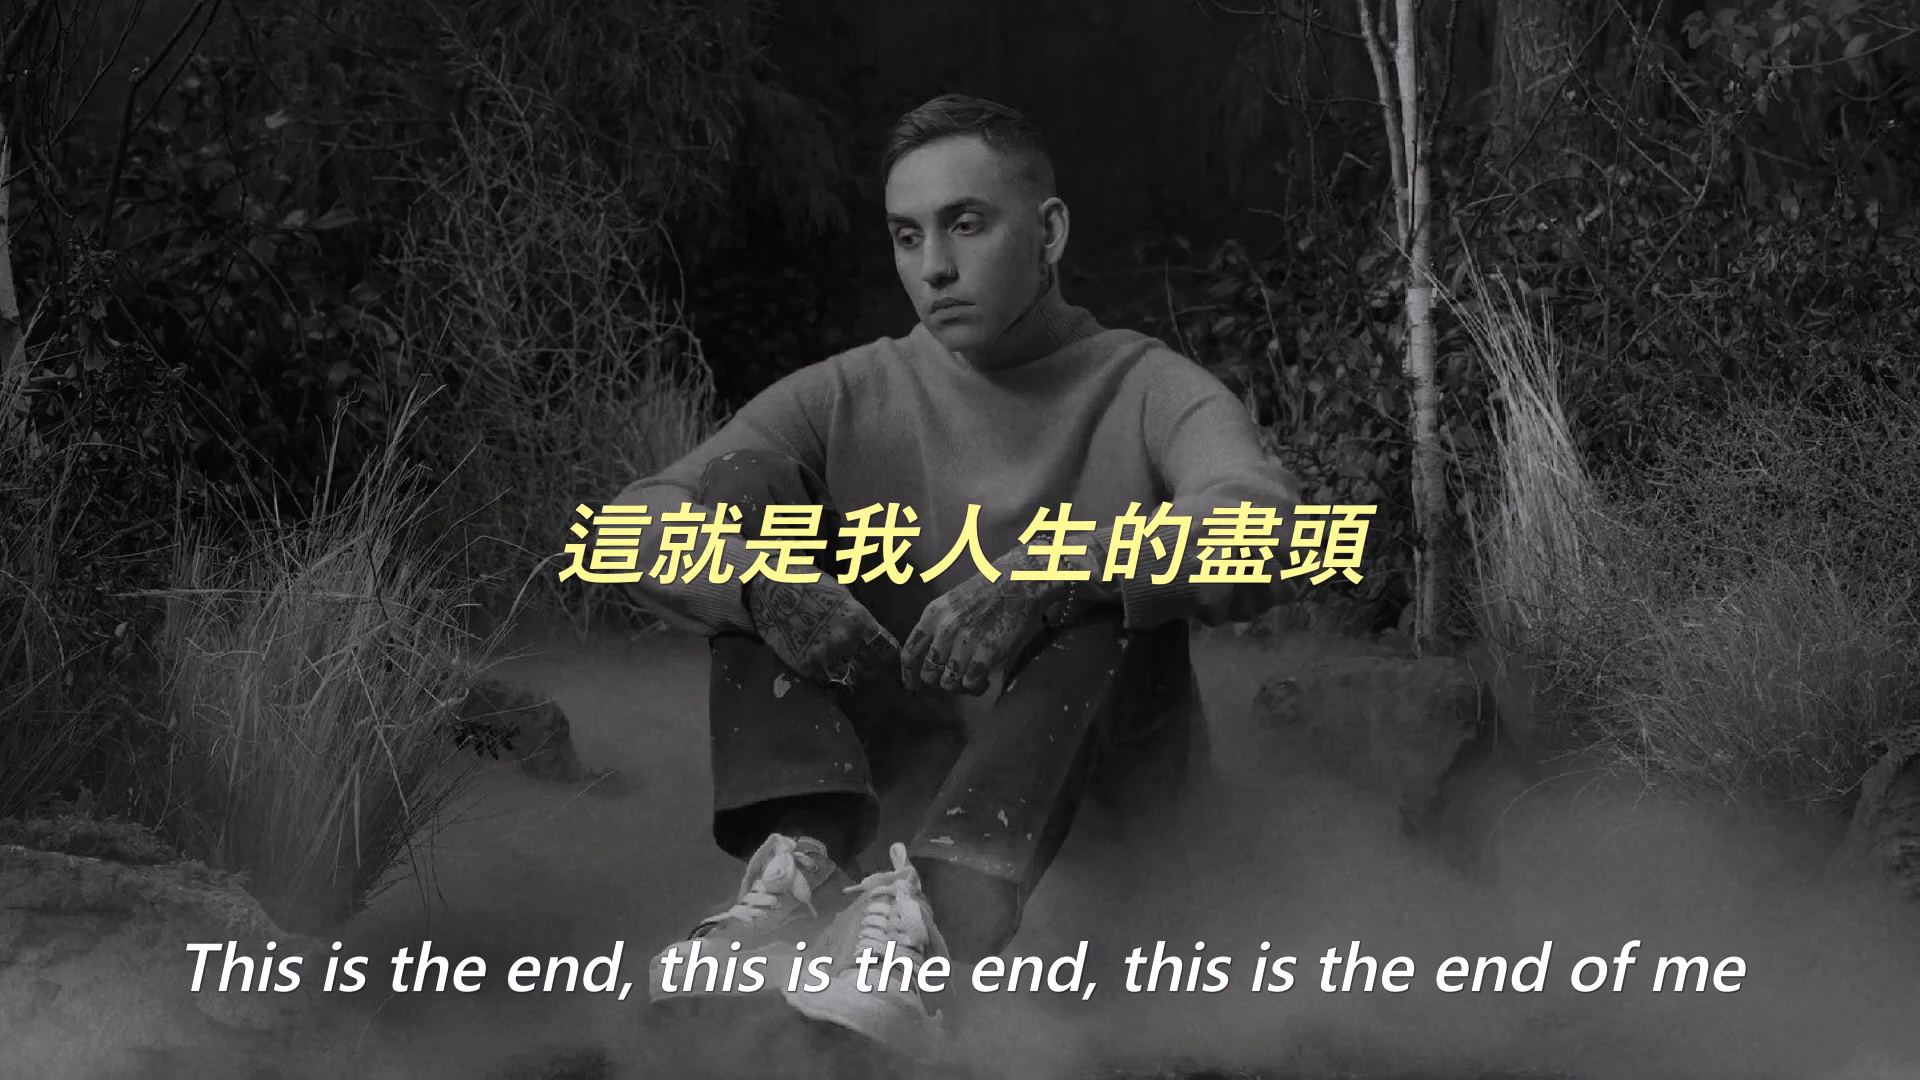 這就是我人生的盡頭
This is the end, this is the end, this is the end of me